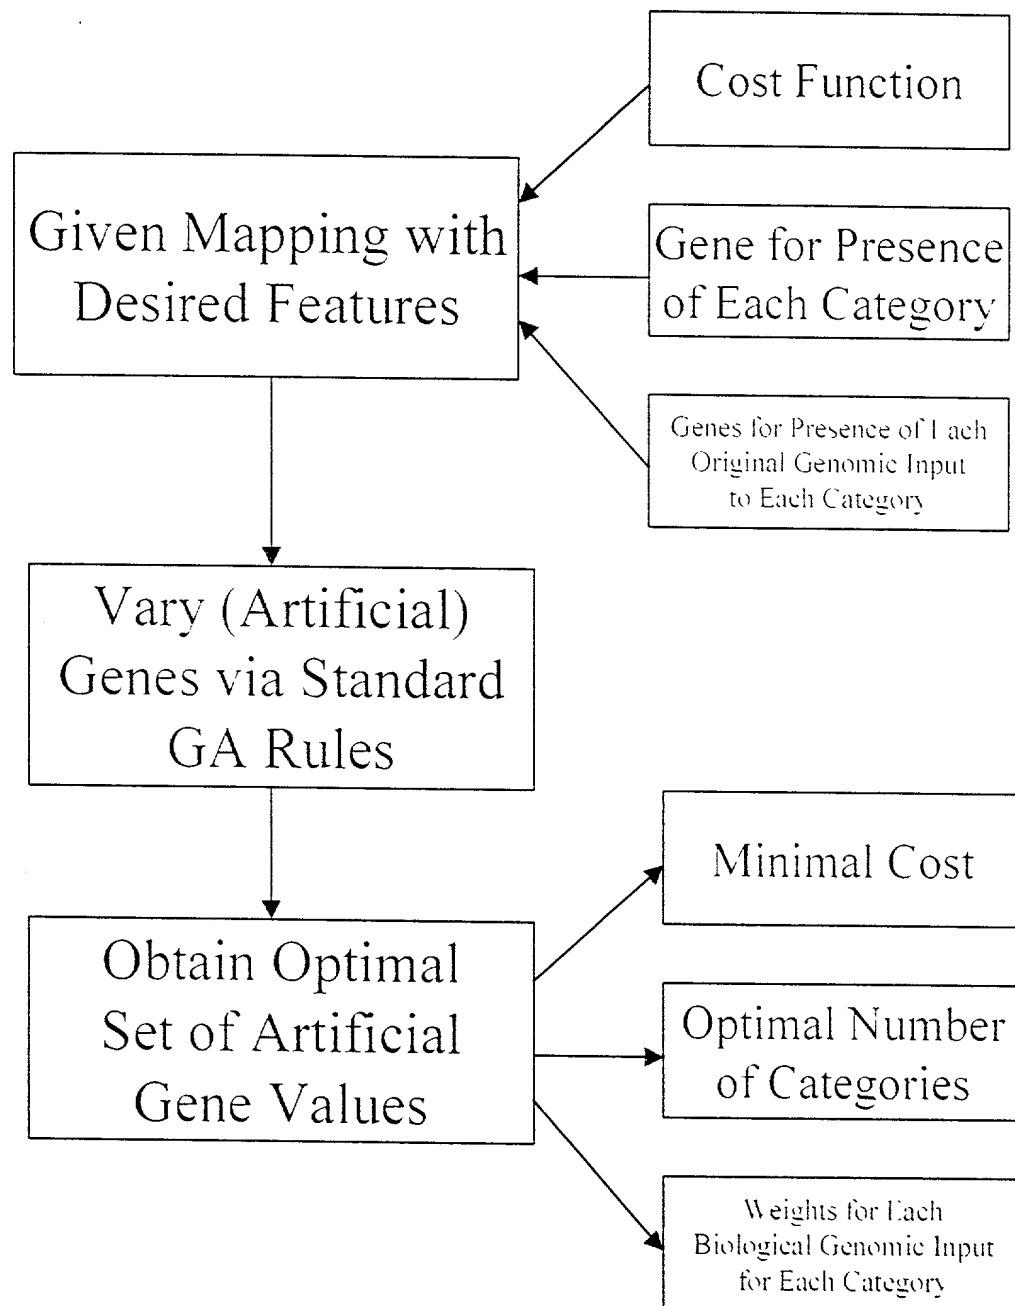 Cost Function
Given Mapping with
Desired Features
Gene for Presence
of Each Category
Genes for Presence of Each
Original Genomic Input
to Each Category
Vary (Artificial)
Genes via Standard
GA Rules
Minimal Cost
Obtain Optimal
Set of Artificial
Gene Values
Optimal Number
of Categories
Weights for Each
Biological Genomic Input
for Each Category